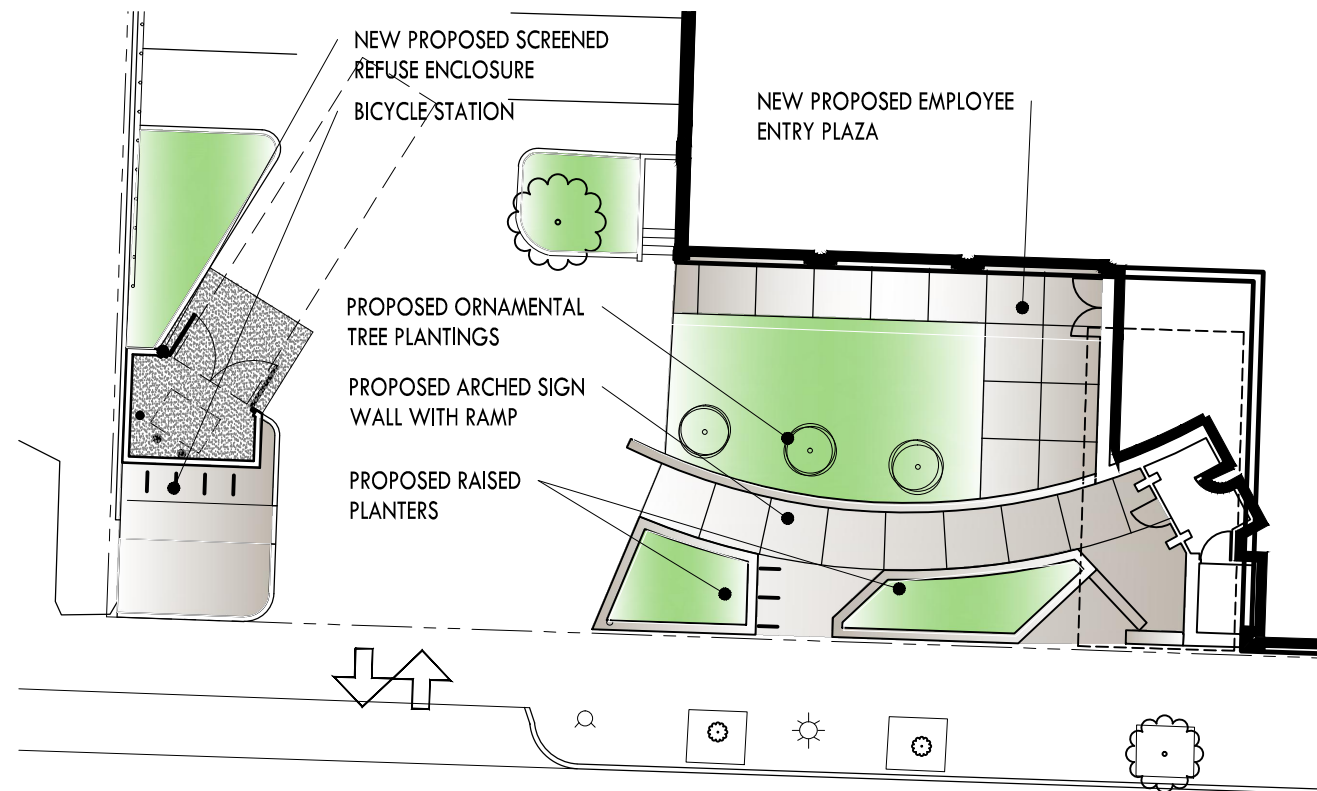 NEW PROPOSED SCREENED
REFUSE ENCLOSURE
BICYCLE STATION
NEW PROPOSED EMPLOYEE
ENTRY PLAZA
PROPOSED ORNAMENTAL
TREE PLANTINGS
PROPOSED ARCHED SIGN
WALL WITH RAMP
PROPOSED RAISED
PLANTERS